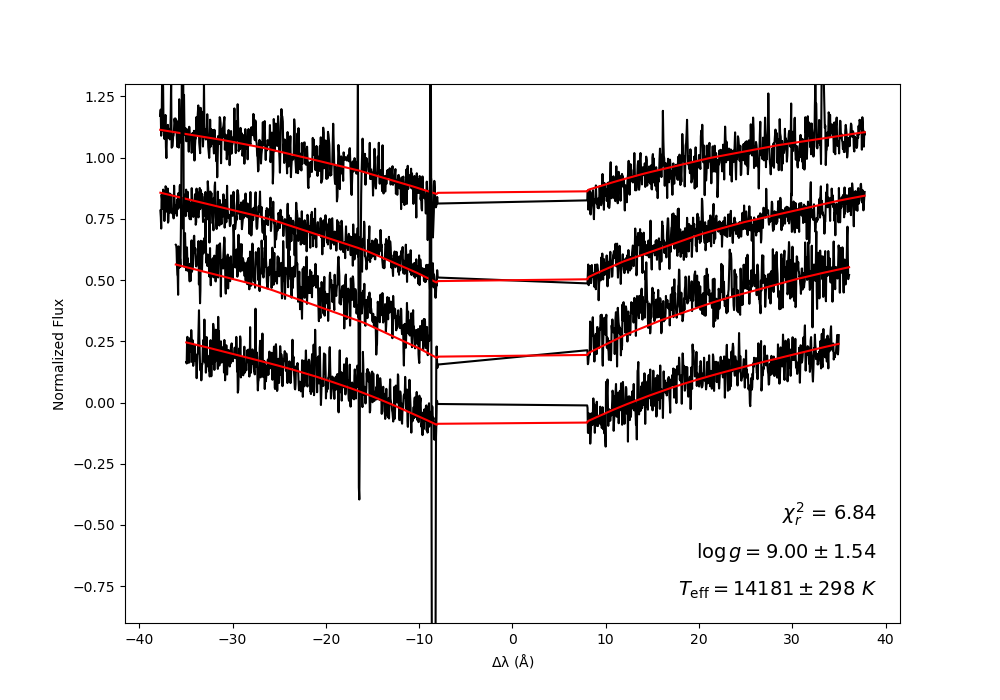 1.25
1.00
0.75
0.50
0.25
0.00
−0.25
−0.50
−0.75
Normalized Flux
χ²ᵣ = 6.84
log g = 9.00 ± 1.54
T_eff = 14181 ± 298 K
−40 −30 −20 −10 0 10 20 30 40
Δλ (Å)